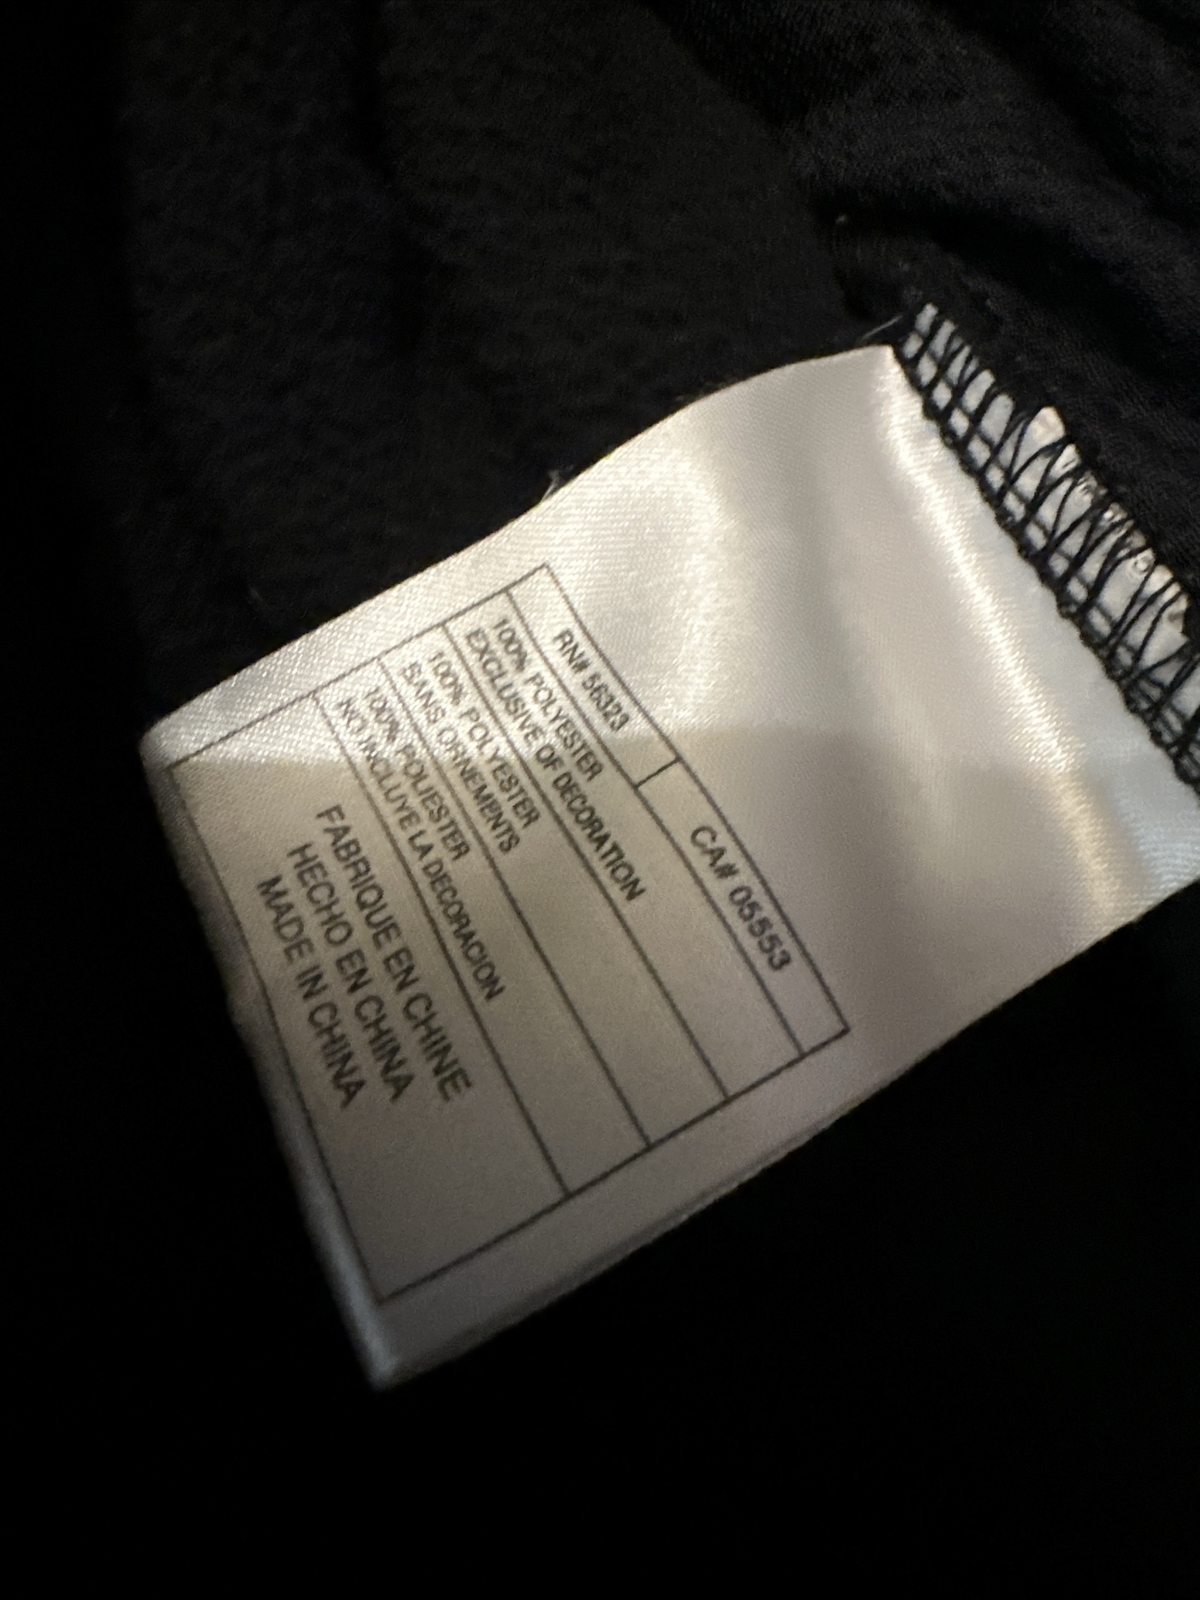 RN# 56323
CA# 05553
100% POLYESTER
EXCLUSIVE OF DECORATION
100% POLYESTER
SANS ORNEMENTS
100% POLIESTER
NO INCLUYE LA DECORACION
FABRIQUE EN CHINE
HECHO EN CHINA
MADE IN CHINA